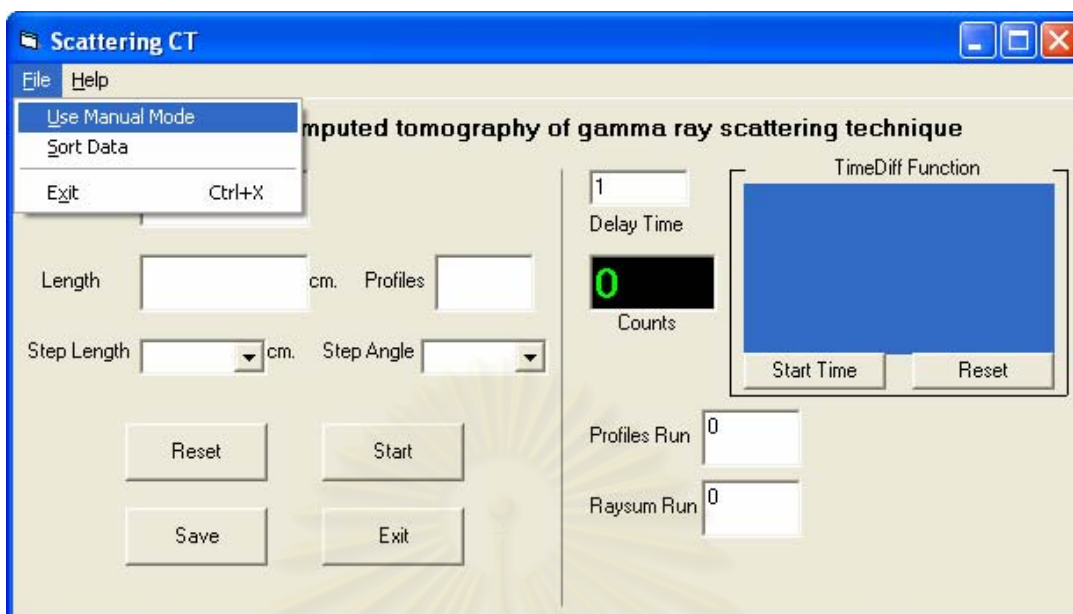 Scattering CT
File Help
Use Manual Mode
Sort Data
Exit Ctrl+X
mputed tomography of gamma ray scattering technique
1
Delay Time
TimeDiff Function
Length cm. Profiles
0
Counts
Step Length cm. Step Angle
Start Time Reset
Reset Start
Profiles Run 0
Save Exit
Raysum Run 0